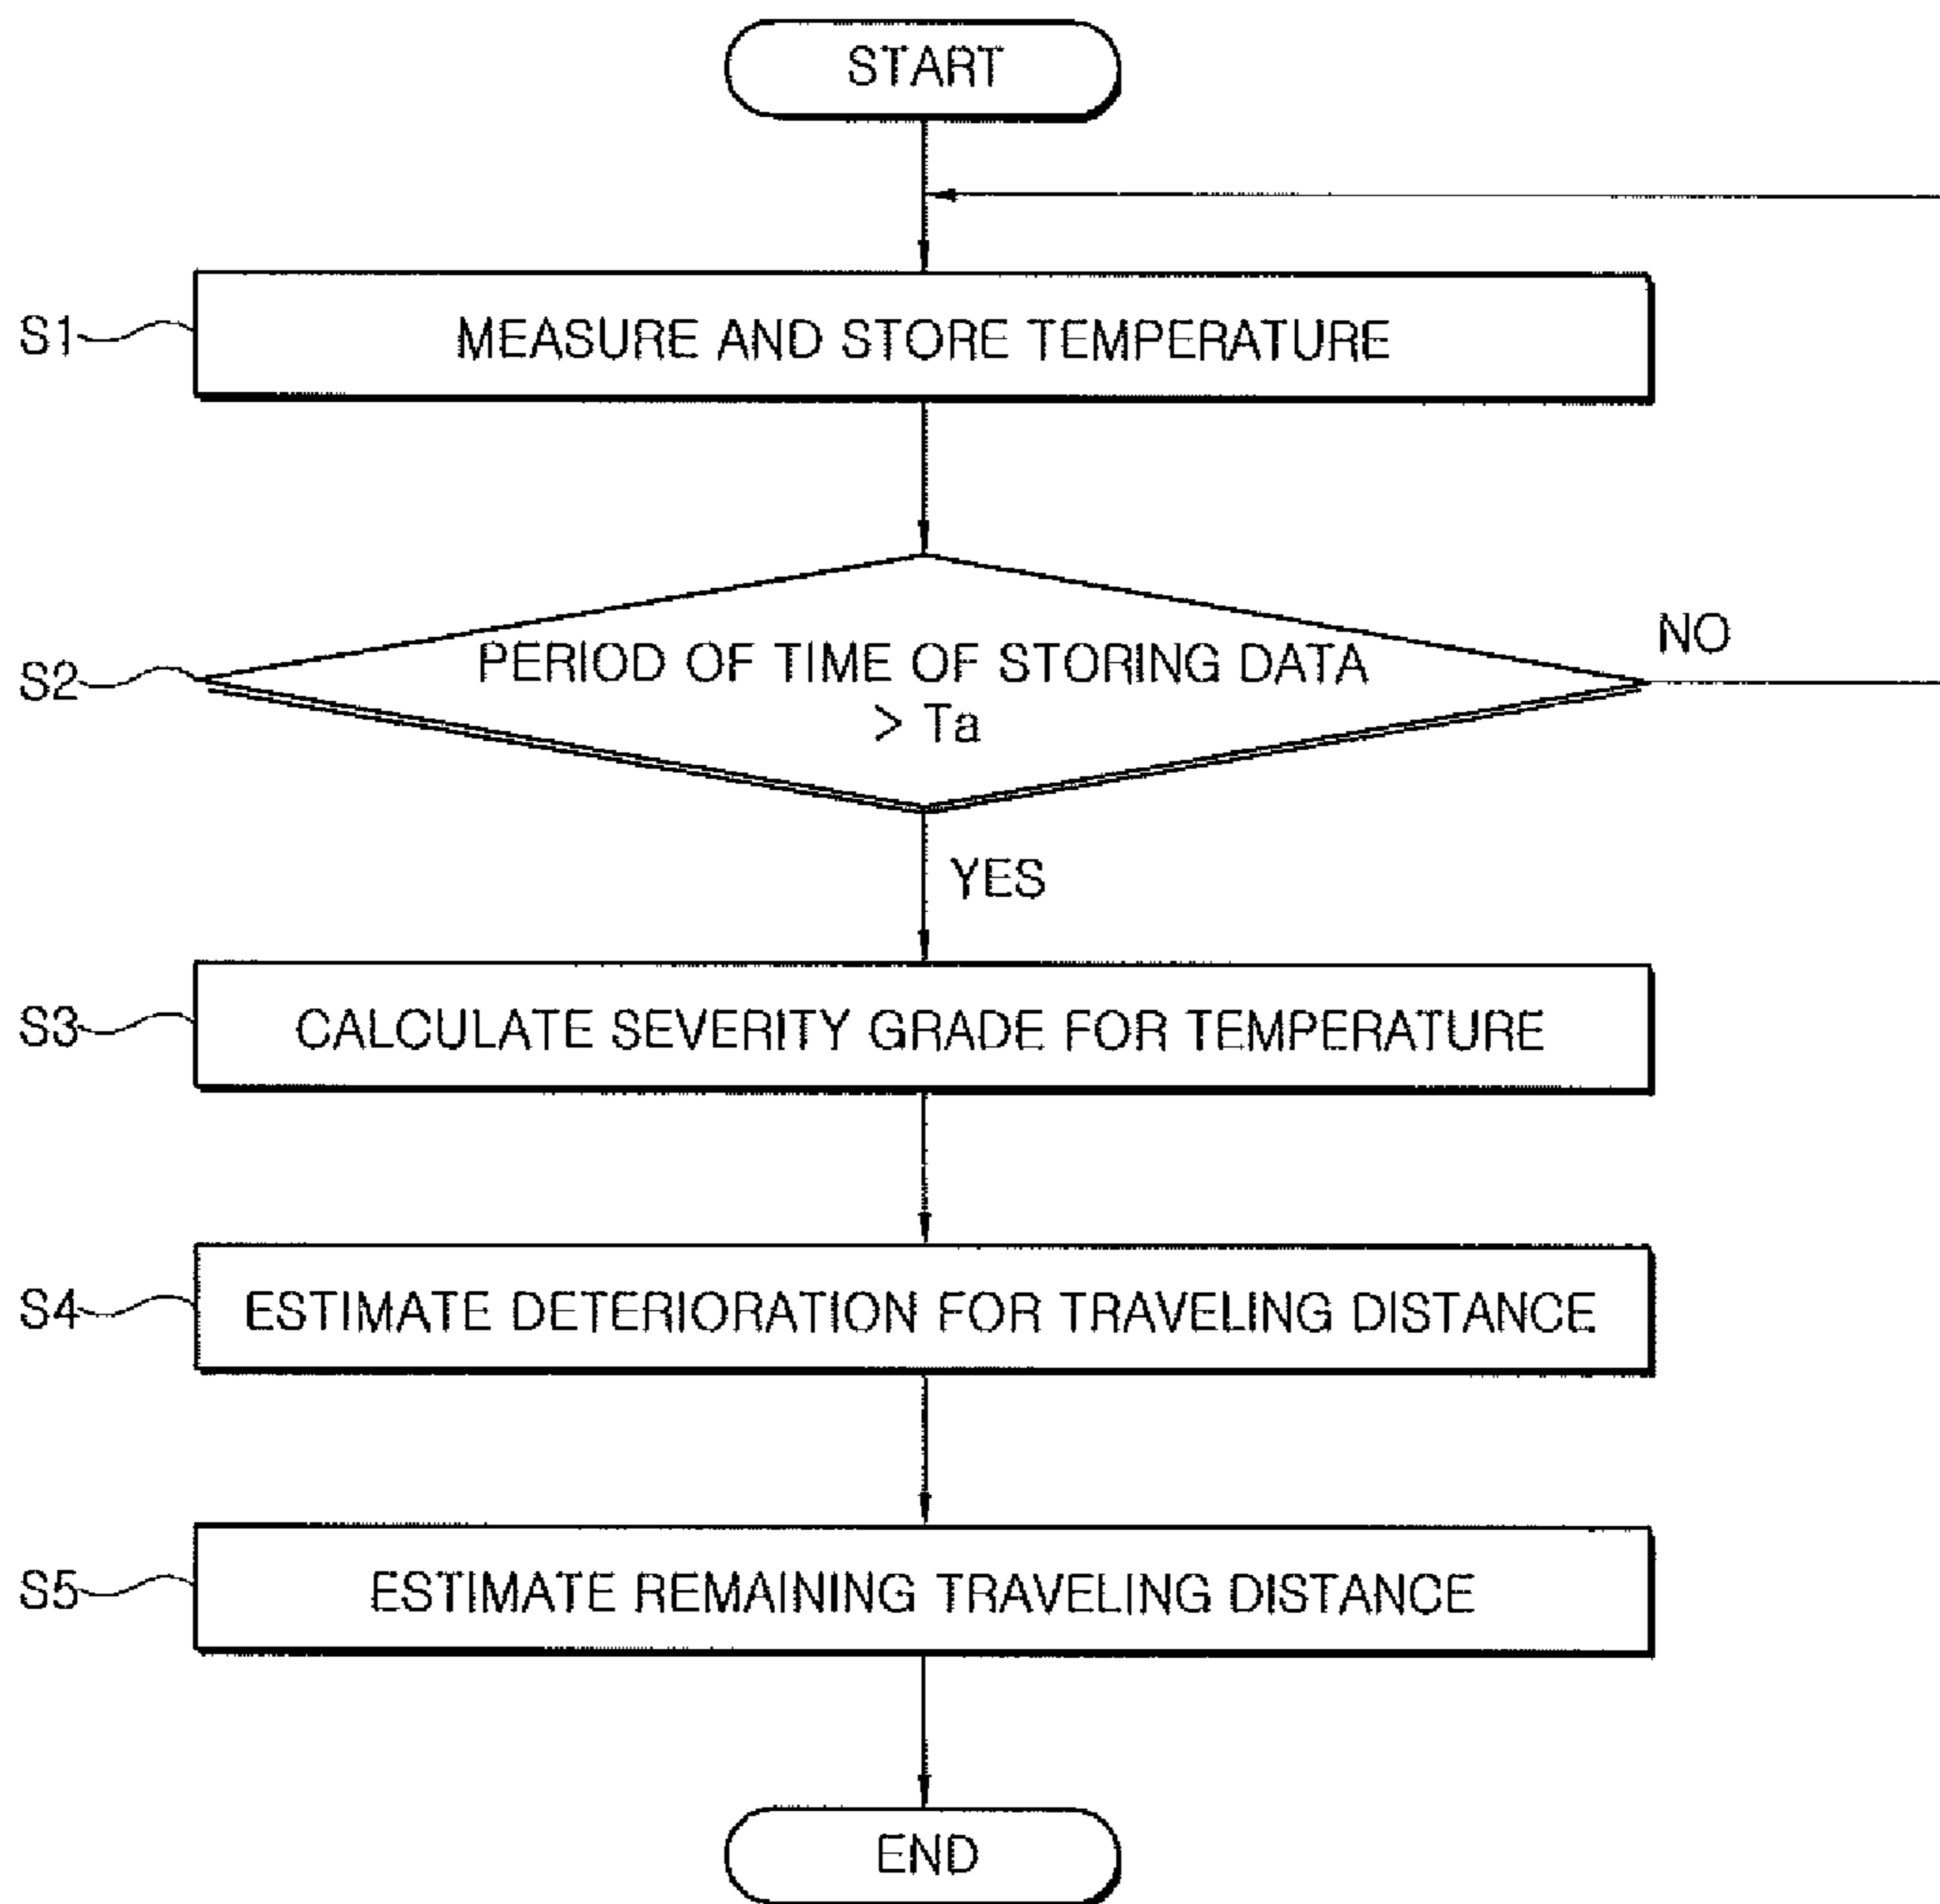 START
S1
MEASURE AND STORE TEMPERATURE
S2
PERIOD OF TIME OF STORING DATA
> Ta
NO
YES
S3
CALCULATE SEVERITY GRADE FOR TEMPERATURE
S4
ESTIMATE DETERIORATION FOR TRAVELING DISTANCE
S5
ESTIMATE REMAINING TRAVELING DISTANCE
END